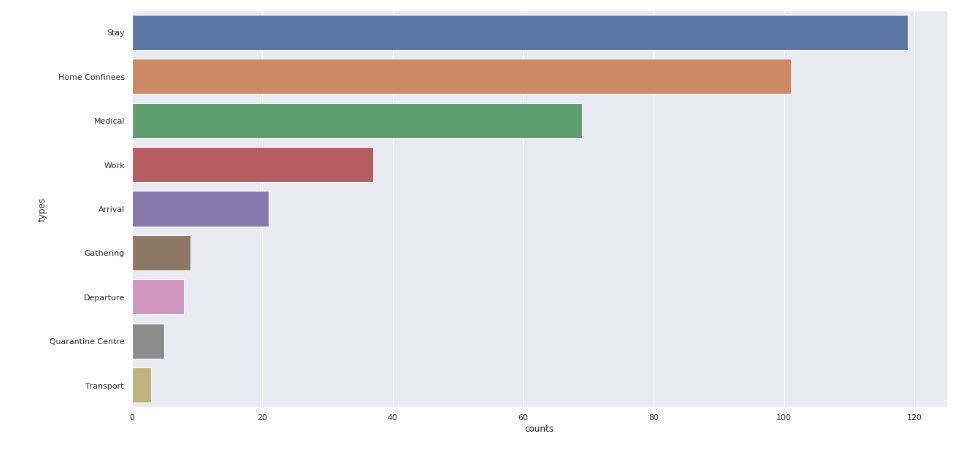 Stay
Home Confinees
Medical
Work
Arrival
types
Gathering
Departure
Quarantine Centre
Transport
0 20 40 60 80 100 120
counts